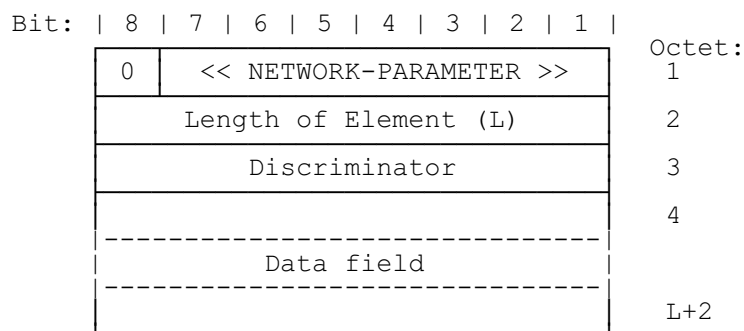 Bit: | 8 | 7 | 6 | 5 | 4 | 3 | 2 | 1 |
Octet:
0 << NETWORK-PARAMETER >> 1
Length of Element (L) 2
Discriminator 3
4
Data field
L+2